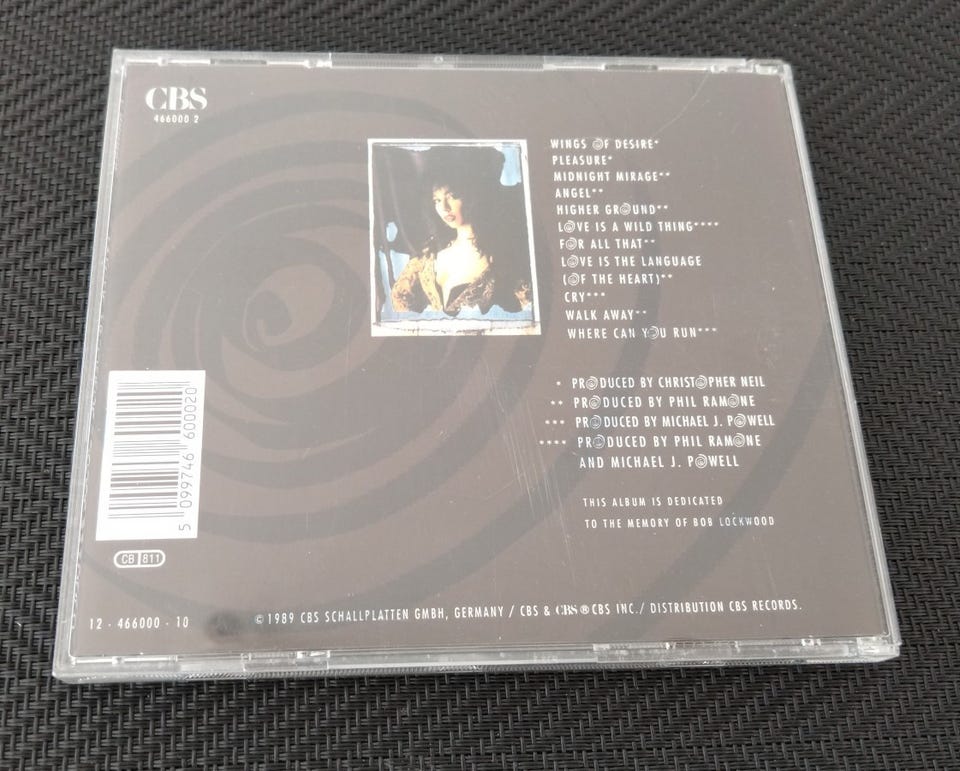 CBS
466000 2
WINGS OF DESIRE*
PLEASURE*
MIDNIGHT MIRAGE**
ANGEL**
HIGHER GROUND**
LOVE IS A WILD THING****
FOR ALL THAT**
LOVE IS THE LANGUAGE
(OF THE HEART)**
CRY***
WALK AWAY**
WHERE CAN YOU RUN***
* PRODUCED BY CHRISTOPHER NEIL
** PRODUCED BY PHIL RAMONE
*** PRODUCED BY MICHAEL J. POWELL
**** PRODUCED BY PHIL RAMONE
AND MICHAEL J. POWELL
THIS ALBUM IS DEDICATED
TO THE MEMORY OF BOB LOCKWOOD
5 099746 600020
CB 811
12 - 466000 - 10
©1989 CBS SCHALLPLATTEN GMBH, GERMANY / CBS & CBS ® CBS INC./ DISTRIBUTION CBS RECORDS.